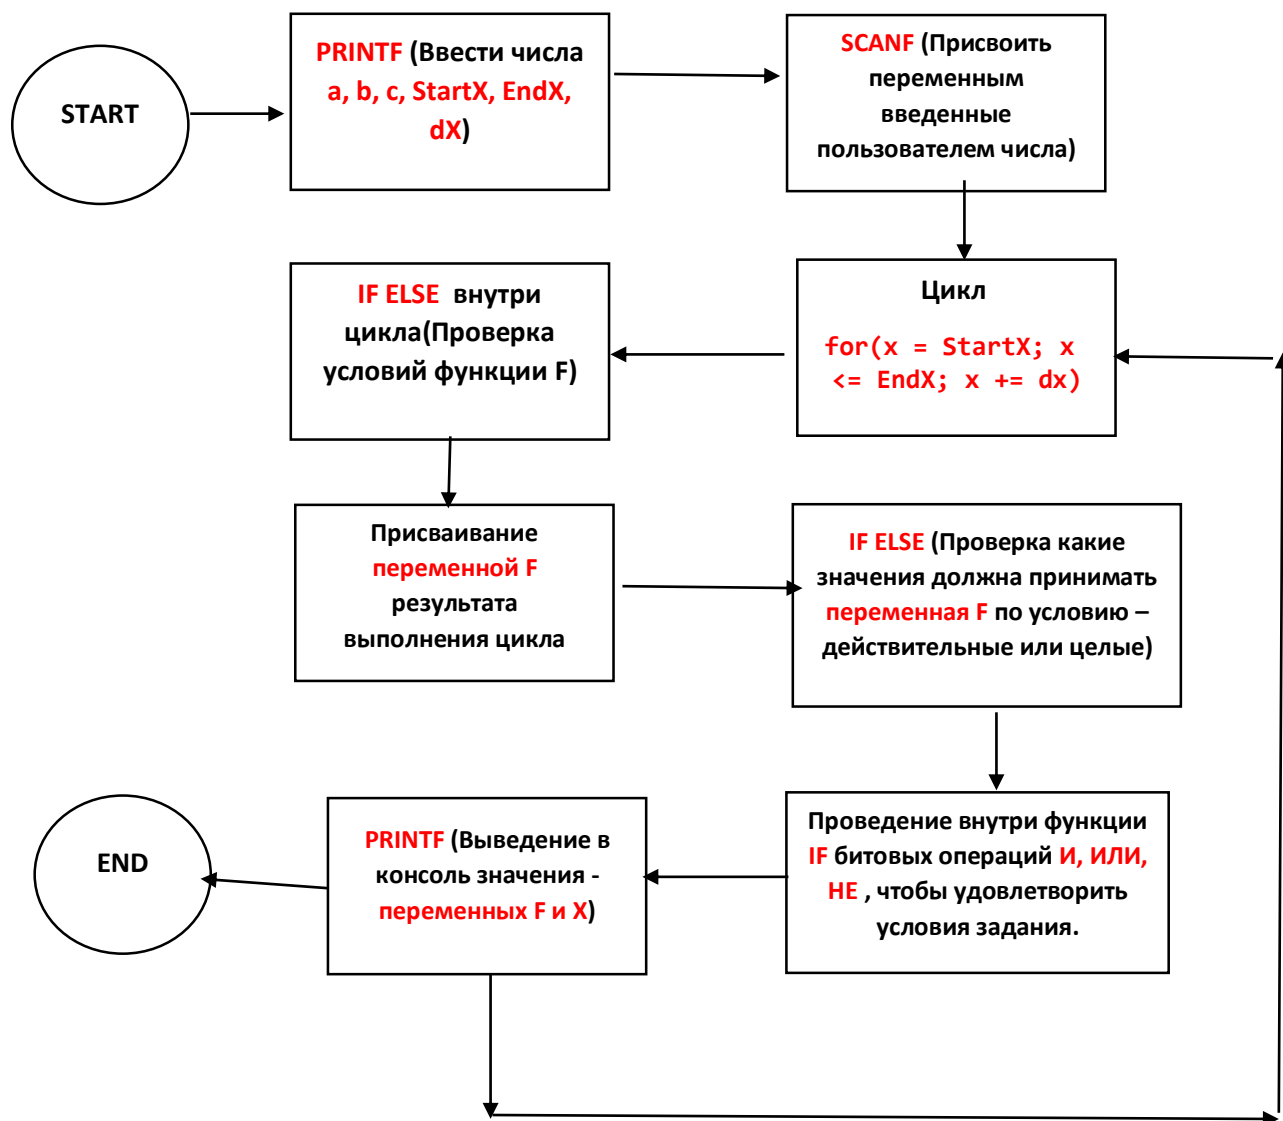 START
PRINTF (Ввести числа
a, b, c, StartX, EndX,
dX)
SCANF (Присвоить
переменным
введенные
пользователем числа)
Цикл
for(x = StartX; x
<= EndX; x += dx)
IF ELSE внутри
цикла(Проверка
условий функции F)
Присваивание
переменной F
результата
выполнения цикла
IF ELSE (Проверка какие
значения должна принимать
переменная F по условию –
действительные или целые)
Проведение внутри функции
IF битовых операций И, ИЛИ,
НЕ , чтобы удовлетворить
условия задания.
PRINTF (Выведение в
консоль значения -
переменных F и X)
END